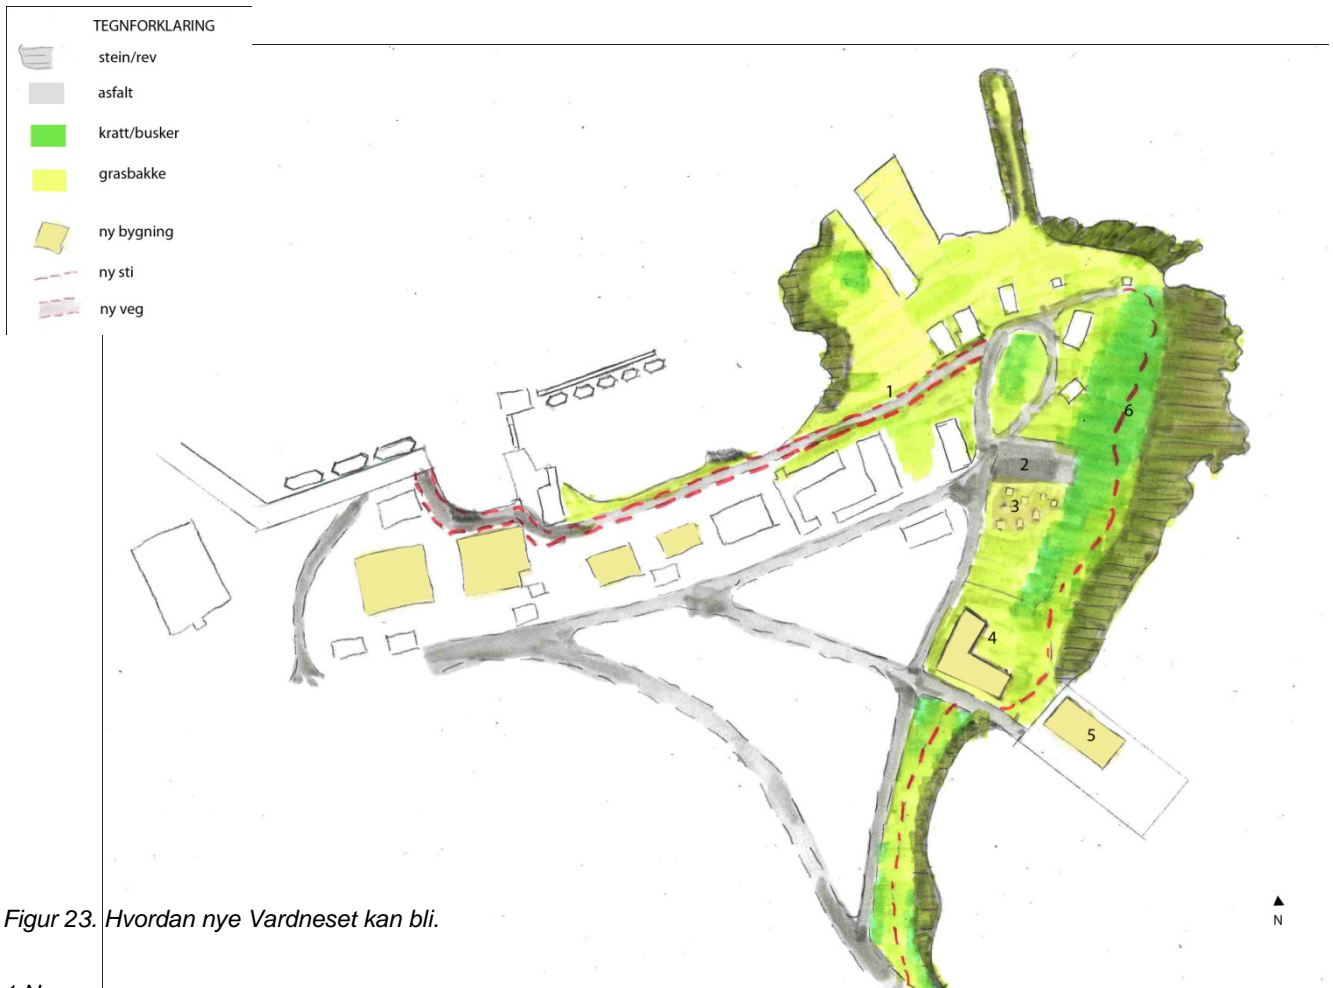 TEGNFORKLARING
stein/rev
asfalt
kratt/busker
grasbakke
ny bygning
ny sti
ny veg
1
6
2
3
4
5
Figur 23. Hvordan nye Vardneset kan bli.
N